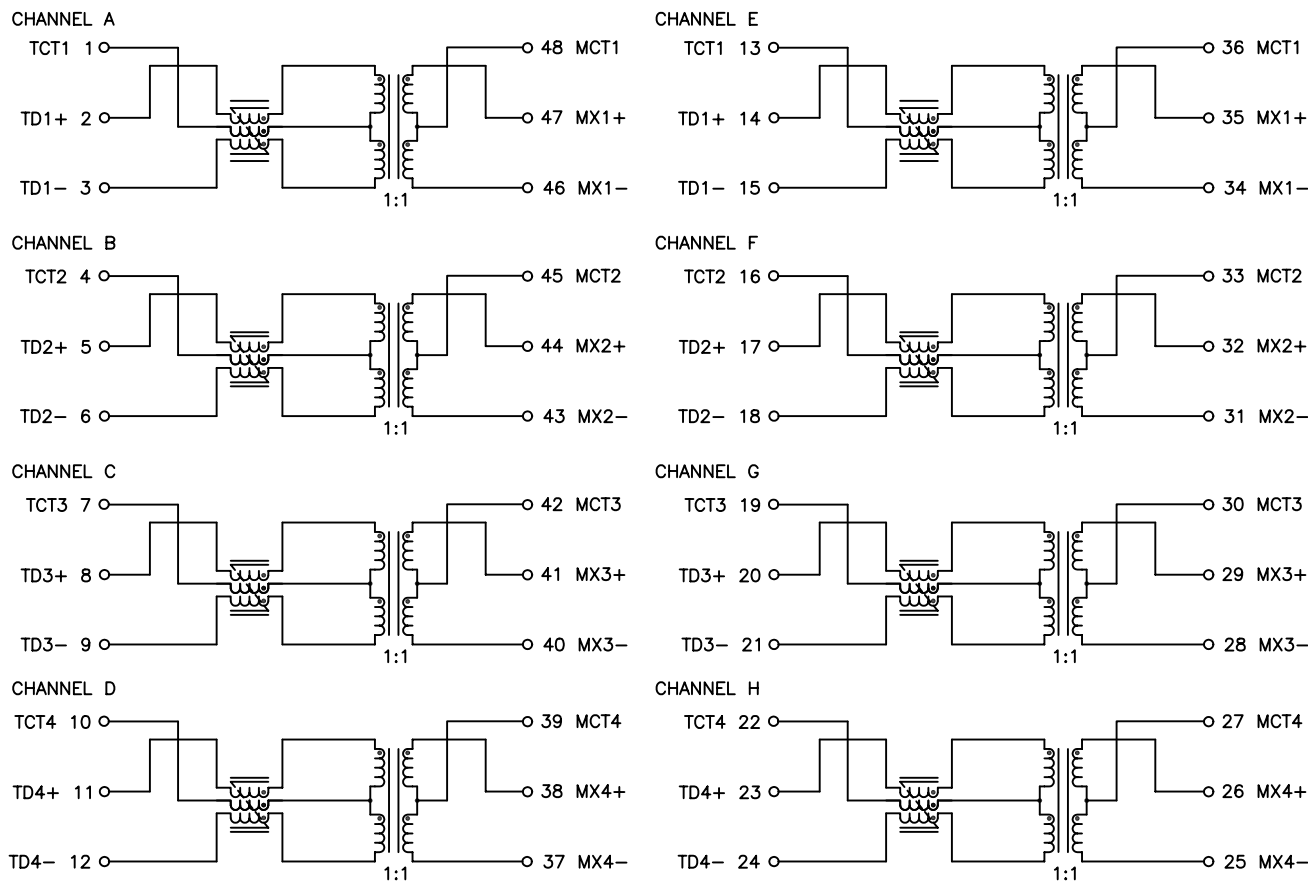 CHANNEL A
TCT1 1
48 MCT1
TD1+ 2
47 MX1+
TD1− 3
46 MX1−
1:1
CHANNEL B
TCT2 4
45 MCT2
TD2+ 5
44 MX2+
TD2− 6
43 MX2−
1:1
CHANNEL C
TCT3 7
42 MCT3
TD3+ 8
41 MX3+
TD3− 9
40 MX3−
1:1
CHANNEL D
TCT4 10
39 MCT4
TD4+ 11
38 MX4+
TD4− 12
37 MX4−
1:1
CHANNEL E
TCT1 13
36 MCT1
TD1+ 14
35 MX1+
TD1− 15
34 MX1−
1:1
CHANNEL F
TCT2 16
33 MCT2
TD2+ 17
32 MX2+
TD2− 18
31 MX2−
1:1
CHANNEL G
TCT3 19
30 MCT3
TD3+ 20
29 MX3+
TD3− 21
28 MX3−
1:1
CHANNEL H
TCT4 22
27 MCT4
TD4+ 23
26 MX4+
TD4− 24
25 MX4−
1:1